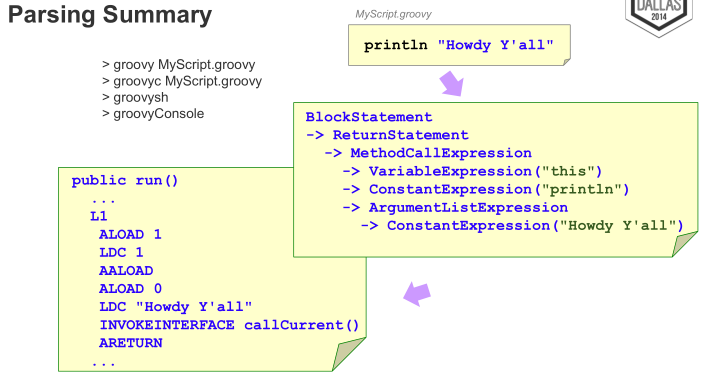 Parsing Summary
MyScript.groovy
DALLAS
2014
println "Howdy Y'all"
> groovy MyScript.groovy
> groovyc MyScript.groovy
> groovysh
> groovyConsole
BlockStatement
-> ReturnStatement
-> MethodCallExpression
-> VariableExpression("this")
-> ConstantExpression("println")
-> ArgumentListExpression
-> ConstantExpression("Howdy Y'all")
public run()
...
L1
ALOAD 1
LDC 1
AALOAD
ALOAD 0
LDC "Howdy Y'all"
INVOKEINTERFACE callCurrent()
ARETURN
...